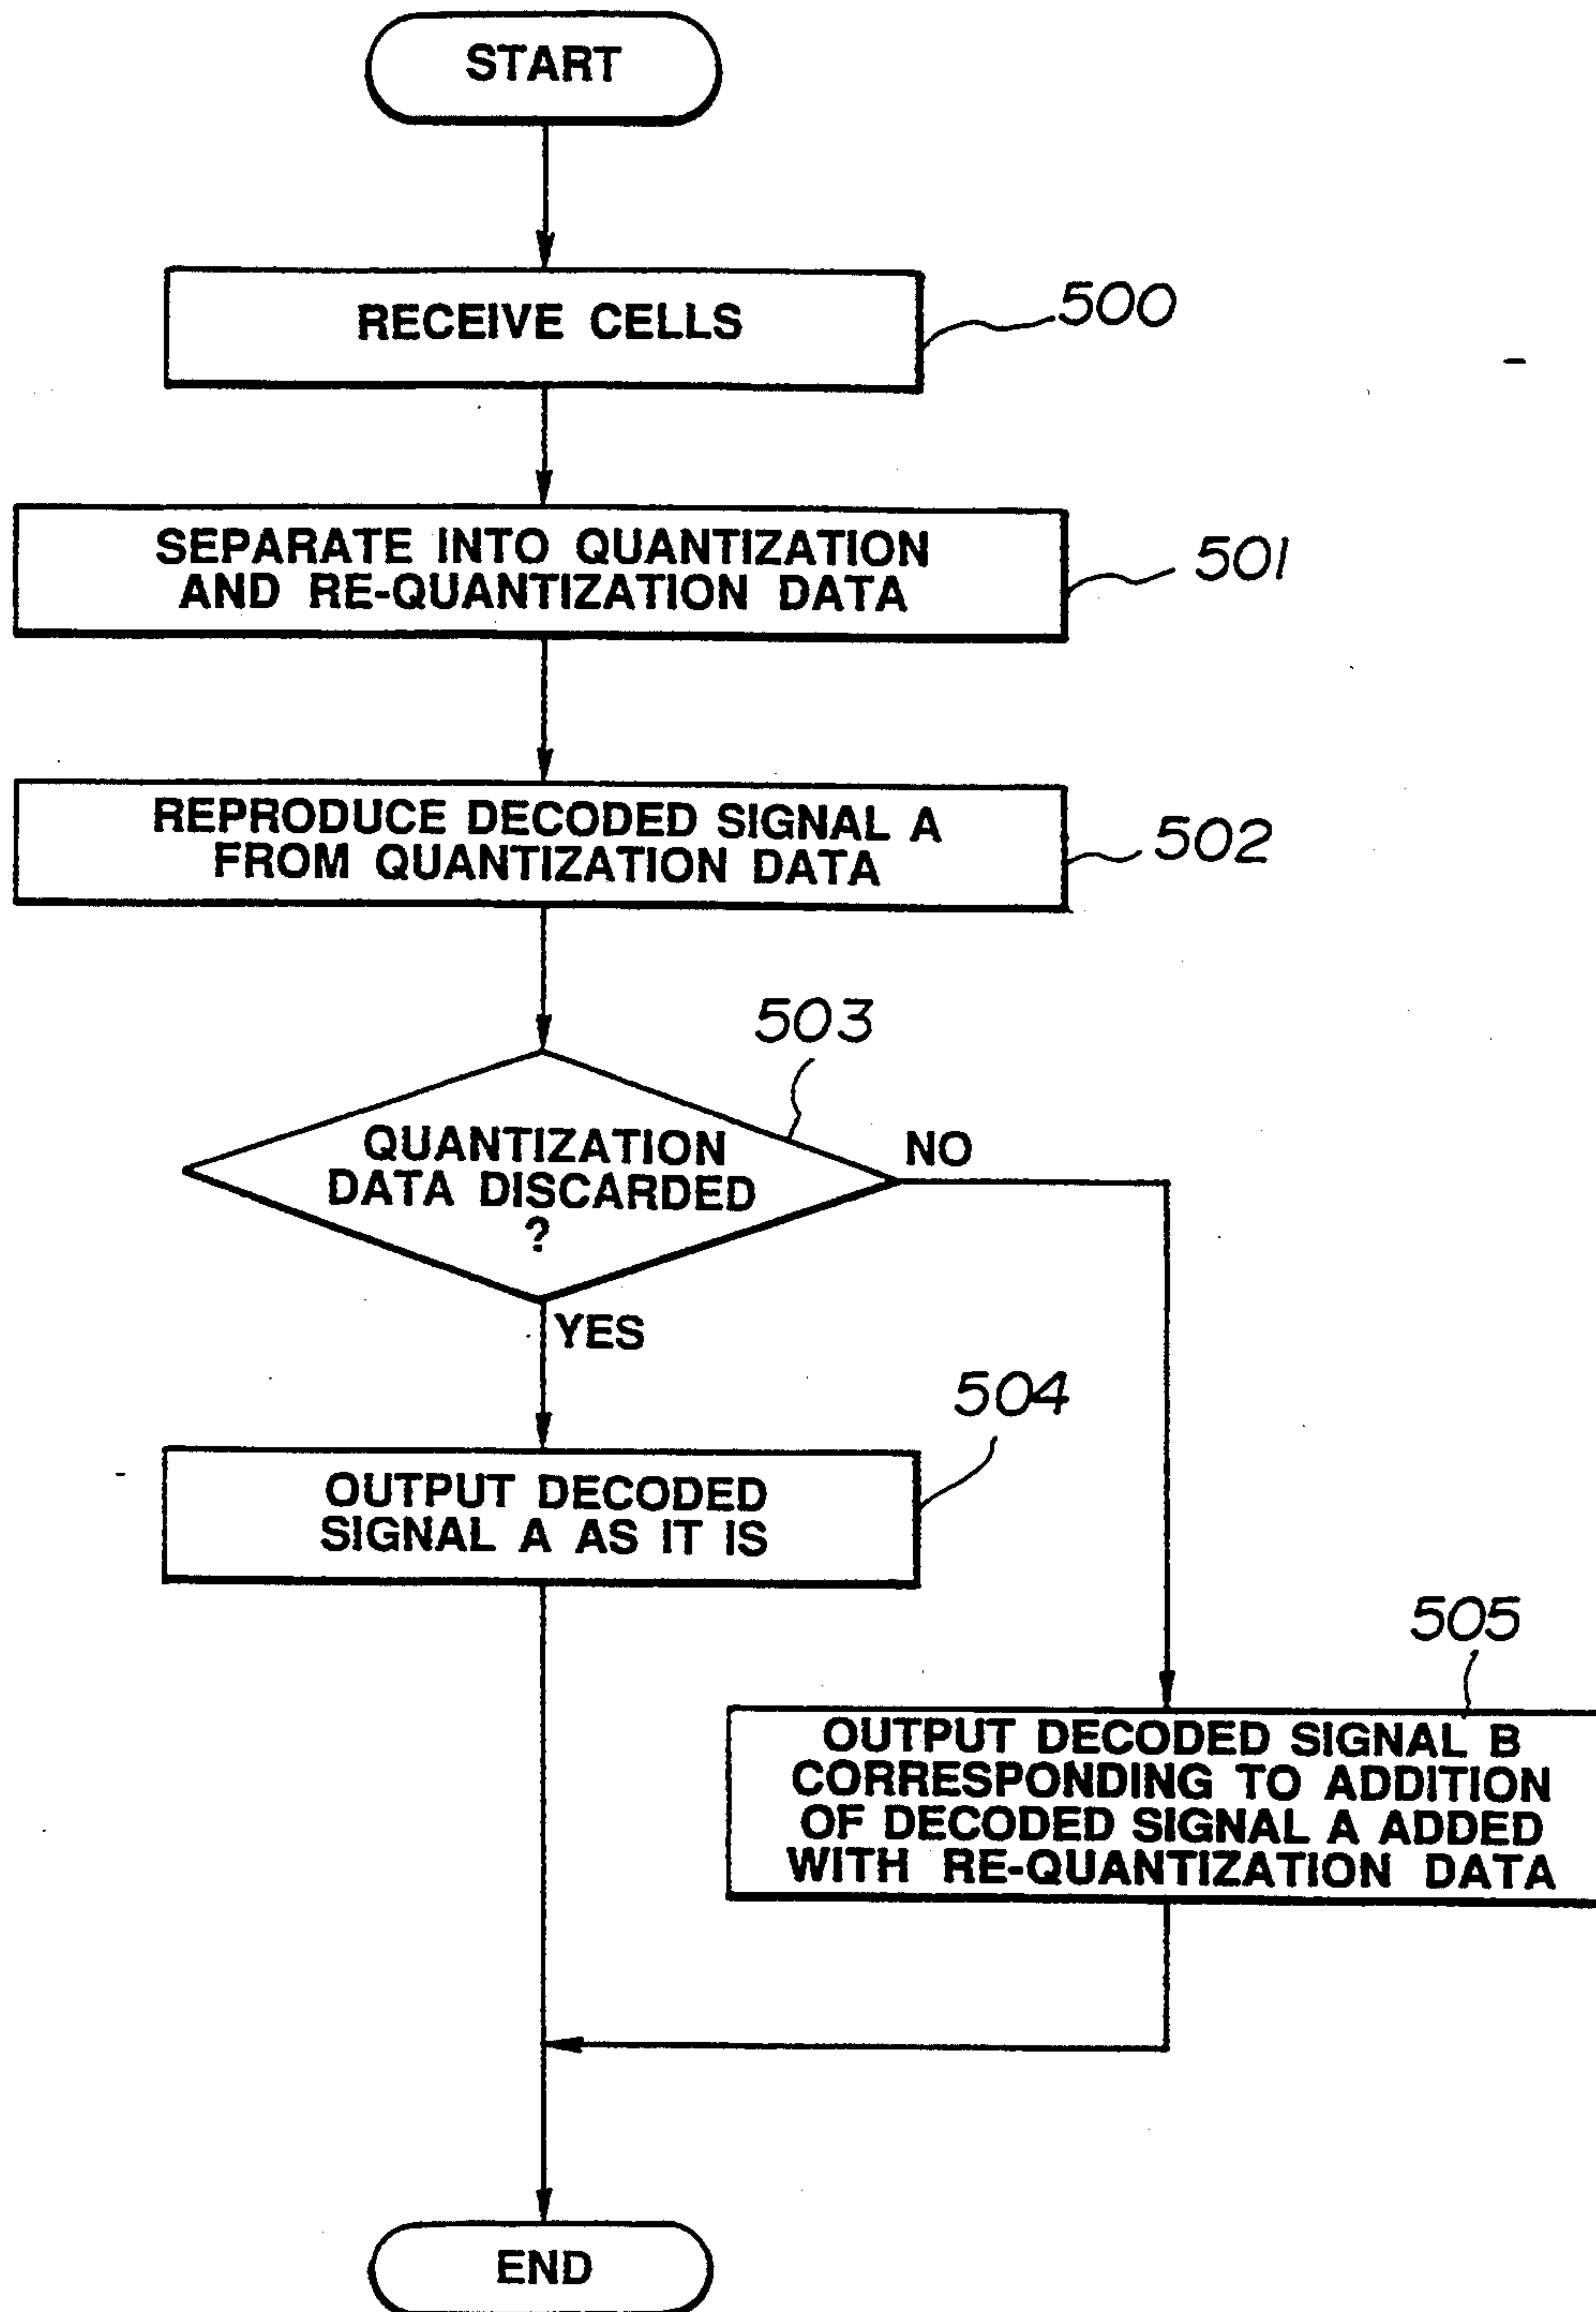 START
RECEIVE CELLS
500
SEPARATE INTO QUANTIZATION
AND RE-QUANTIZATION DATA
501
REPRODUCE DECODED SIGNAL A
FROM QUANTIZATION DATA
502
503
QUANTIZATION
DATA DISCARDED
?
NO
YES
504
OUTPUT DECODED
SIGNAL A AS IT IS
505
OUTPUT DECODED SIGNAL B
CORRESPONDING TO ADDITION
OF DECODED SIGNAL A ADDED
WITH RE-QUANTIZATION DATA
END